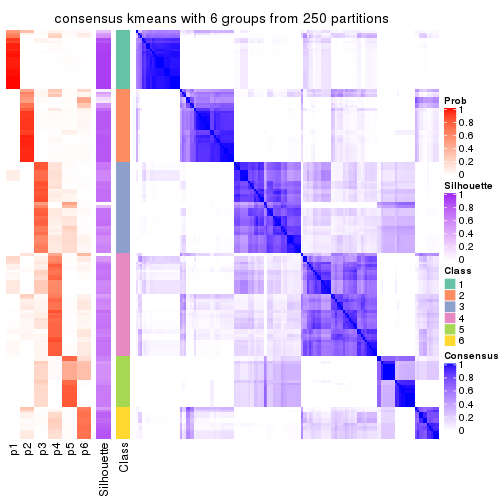 consensus kmeans with 6 groups from 250 partitions
Prob
1
0.8
0.6
0.4
0.2
0
Silhouette
1
0.8
0.6
0.4
0.2
0
Class
1
2
3
4
5
6
Consensus
1
0.8
0.6
0.4
0.2
0
p1
p2
p3
p4
p5
p6
Silhouette
Class